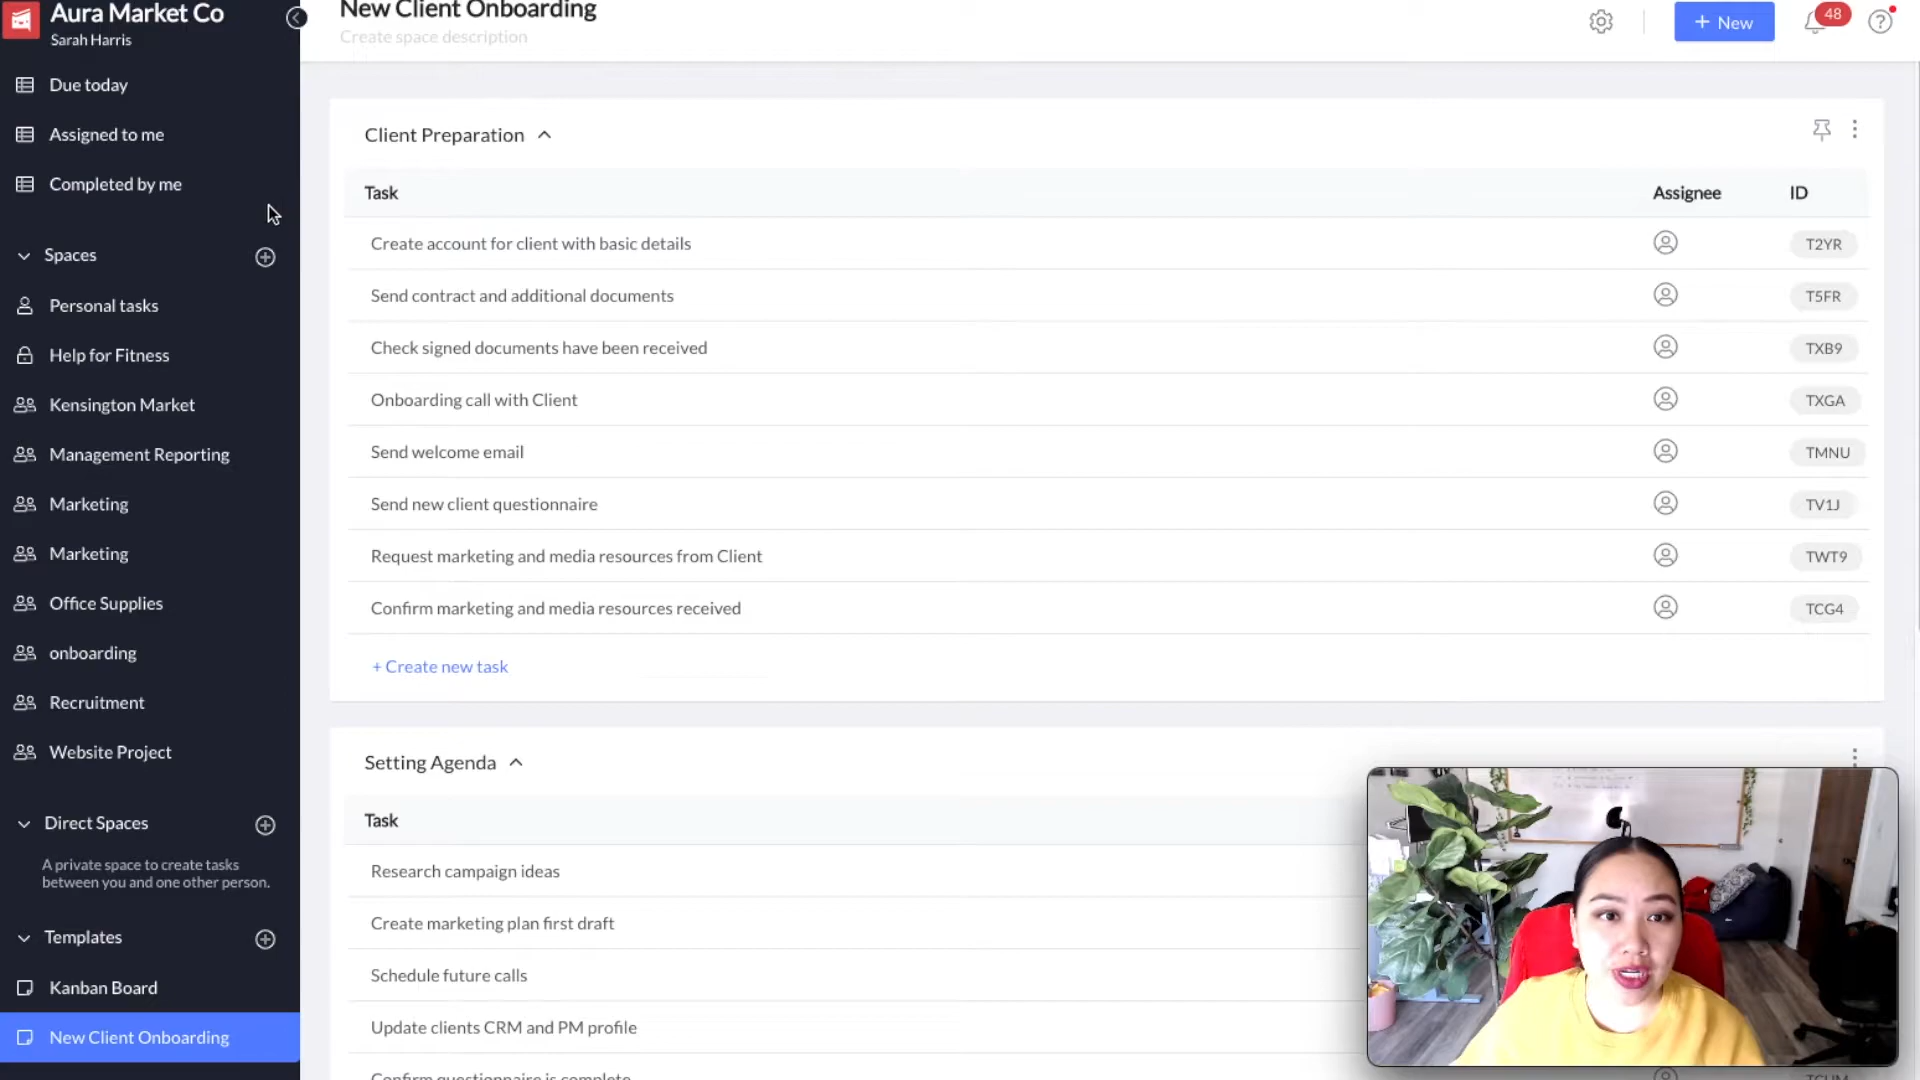 Aura Market Co
Sarah Harris
Due today
Assigned to me
Completed by me
Spaces
Personal tasks
Help for Fitness
Kensington Market
Management Reporting
Marketing
Marketing
Office Supplies
onboarding
Recruitment
Website Project
Direct Spaces
A private space to create tasks
between you and one other person.
Templates
Kanban Board
New Client Onboarding
New Client Onboarding
Create space description
+ New
48
Client Preparation
Task Assignee ID
Create account for client with basic details T2YR
Send contract and additional documents T5FR
Check signed documents have been received TXB9
Onboarding call with Client TXGA
Send welcome email TMNU
Send new client questionnaire TV1J
Request marketing and media resources from Client TWT9
Confirm marketing and media resources received TCG4
+ Create new task
Setting Agenda
Task
Research campaign ideas
Create marketing plan first draft
Schedule future calls
Update clients CRM and PM profile
Confirm questionnaire is complete